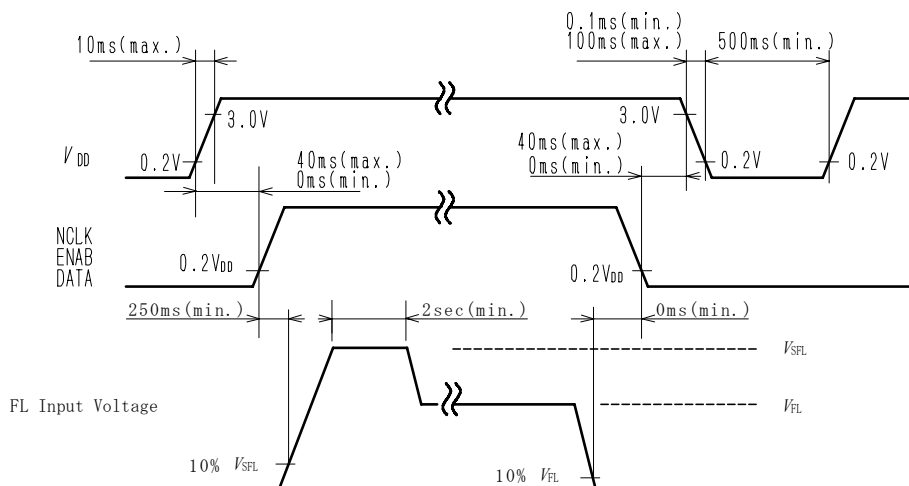 0.1ms(min.)
10ms(max.) 100ms(max.) 500ms(min.)
3.0V 3.0V
40ms(max.) 40ms(max.)
VDD 0.2V 0ms(min.) 0ms(min.) 0.2V 0.2V
NCLK
ENAB
DATA
0.2VDD 0.2VDD
250ms(min.) 2sec(min.) 0ms(min.)
VSFL
FL Input Voltage VFL
10% VSFL 10% VFL